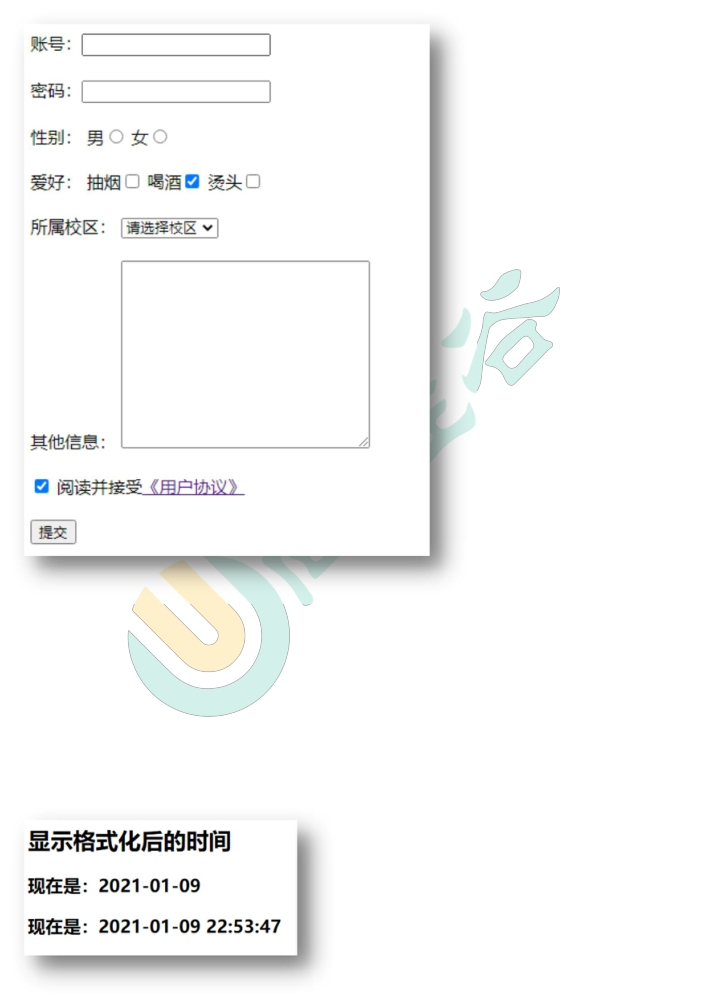 账号：
密码：
性别： 男 女
爱好： 抽烟 喝酒 烫头
所属校区： 请选择校区
其他信息：
阅读并接受《用户协议》
提交
显示格式化后的时间
现在是：2021-01-09
现在是：2021-01-09 22:53:47